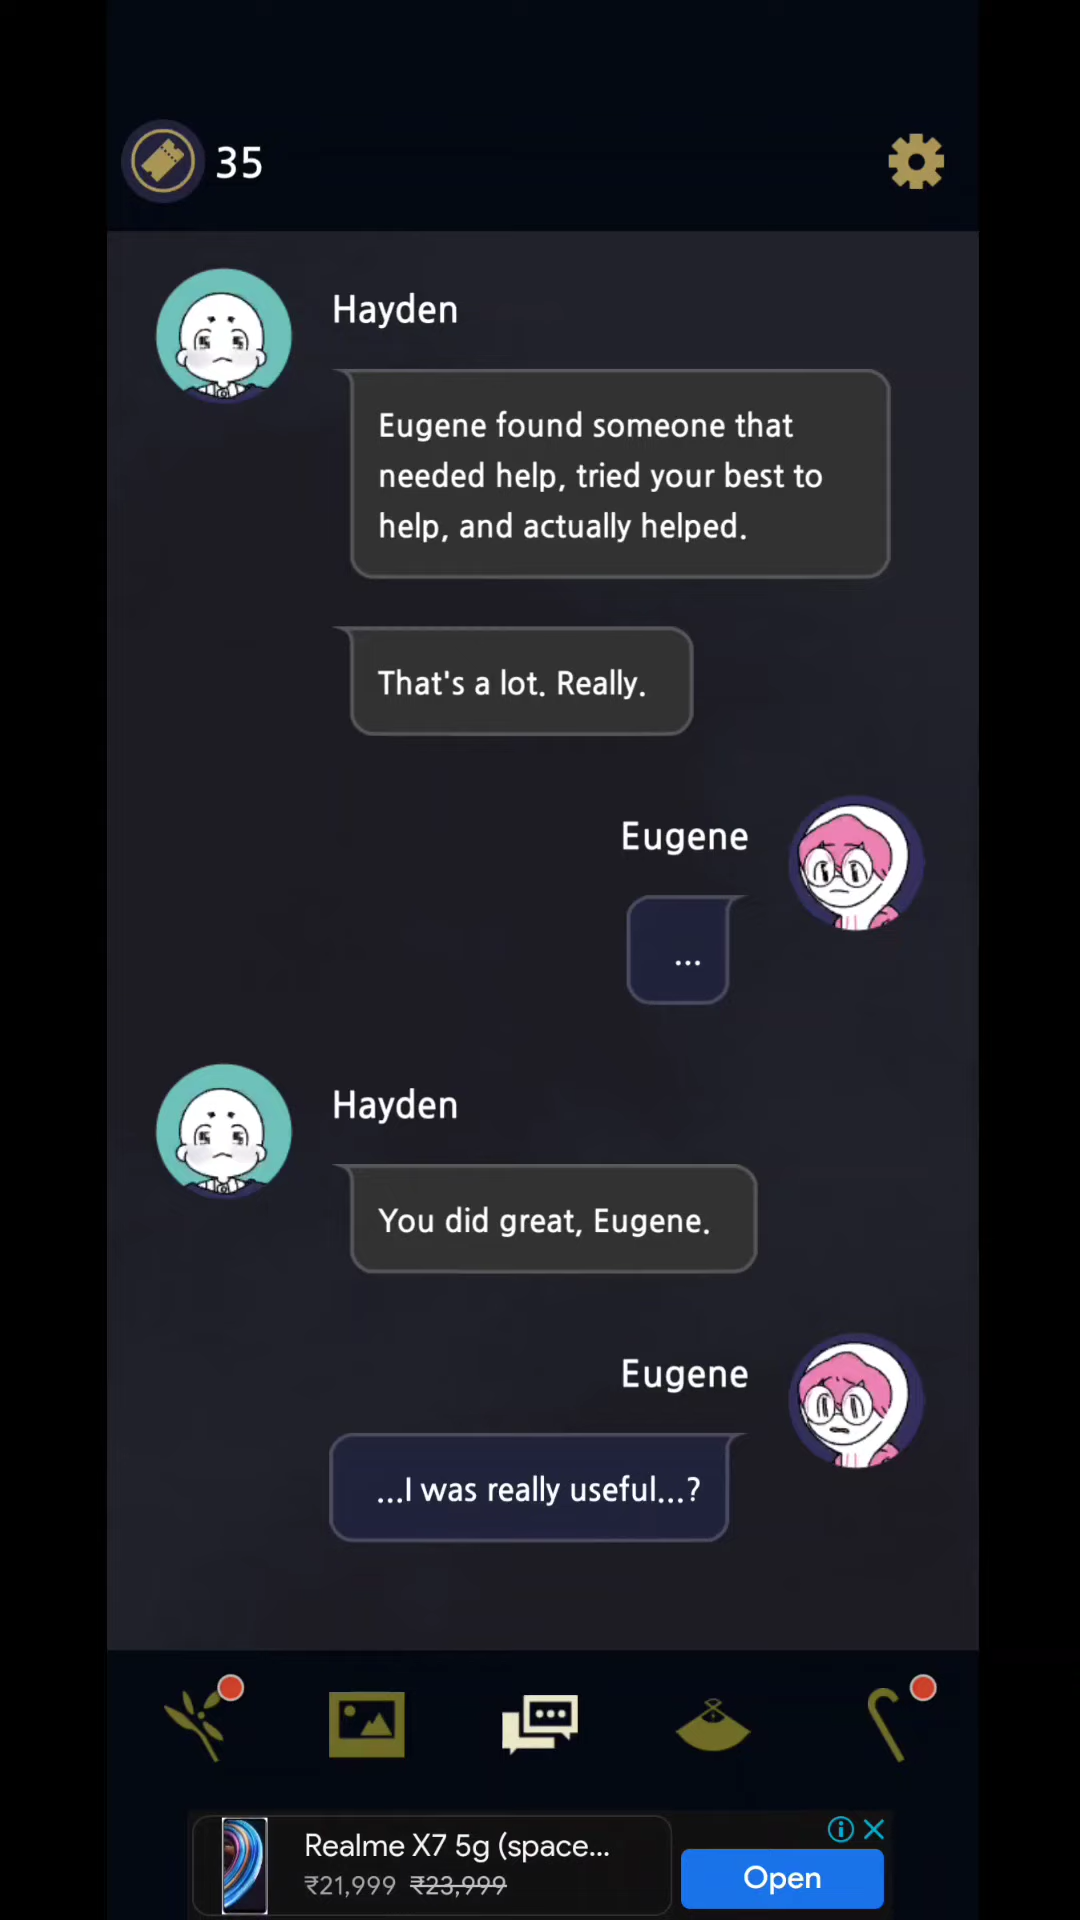 35
Hayden
Eugene found someone that
needed help, tried your best to
help, and actually helped.
That's a lot. Really.
Eugene
...
Hayden
You did great, Eugene.
Eugene
...I was really useful...?
Realme X7 5g (space...
₹21,999 ₹23,999
Open